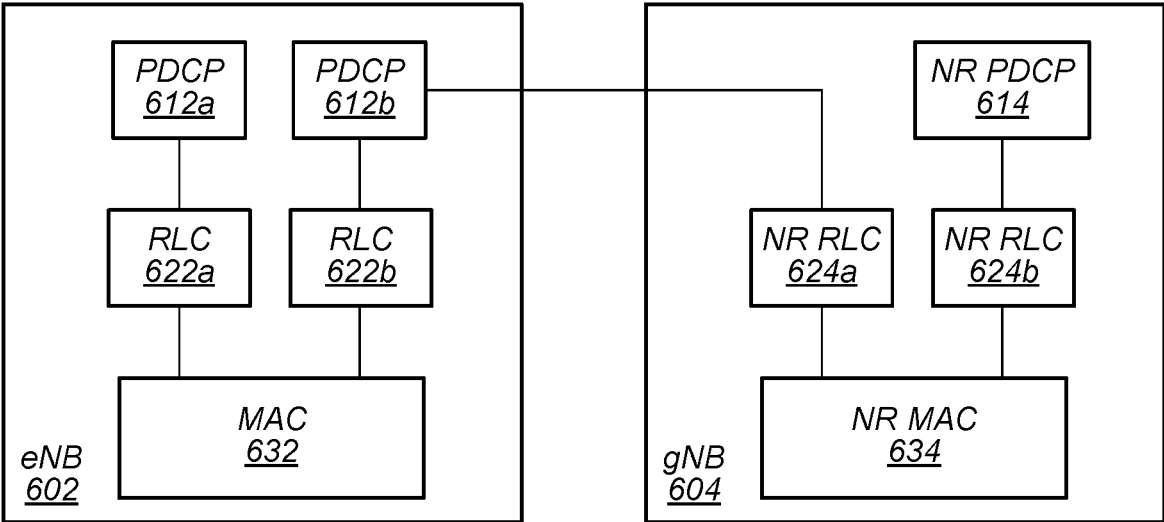 PDCP
612a
PDCP
612b
NR PDCP
614
RLC
622a
RLC
622b
NR RLC
624a
NR RLC
624b
MAC
632
NR MAC
634
eNB
602
gNB
604